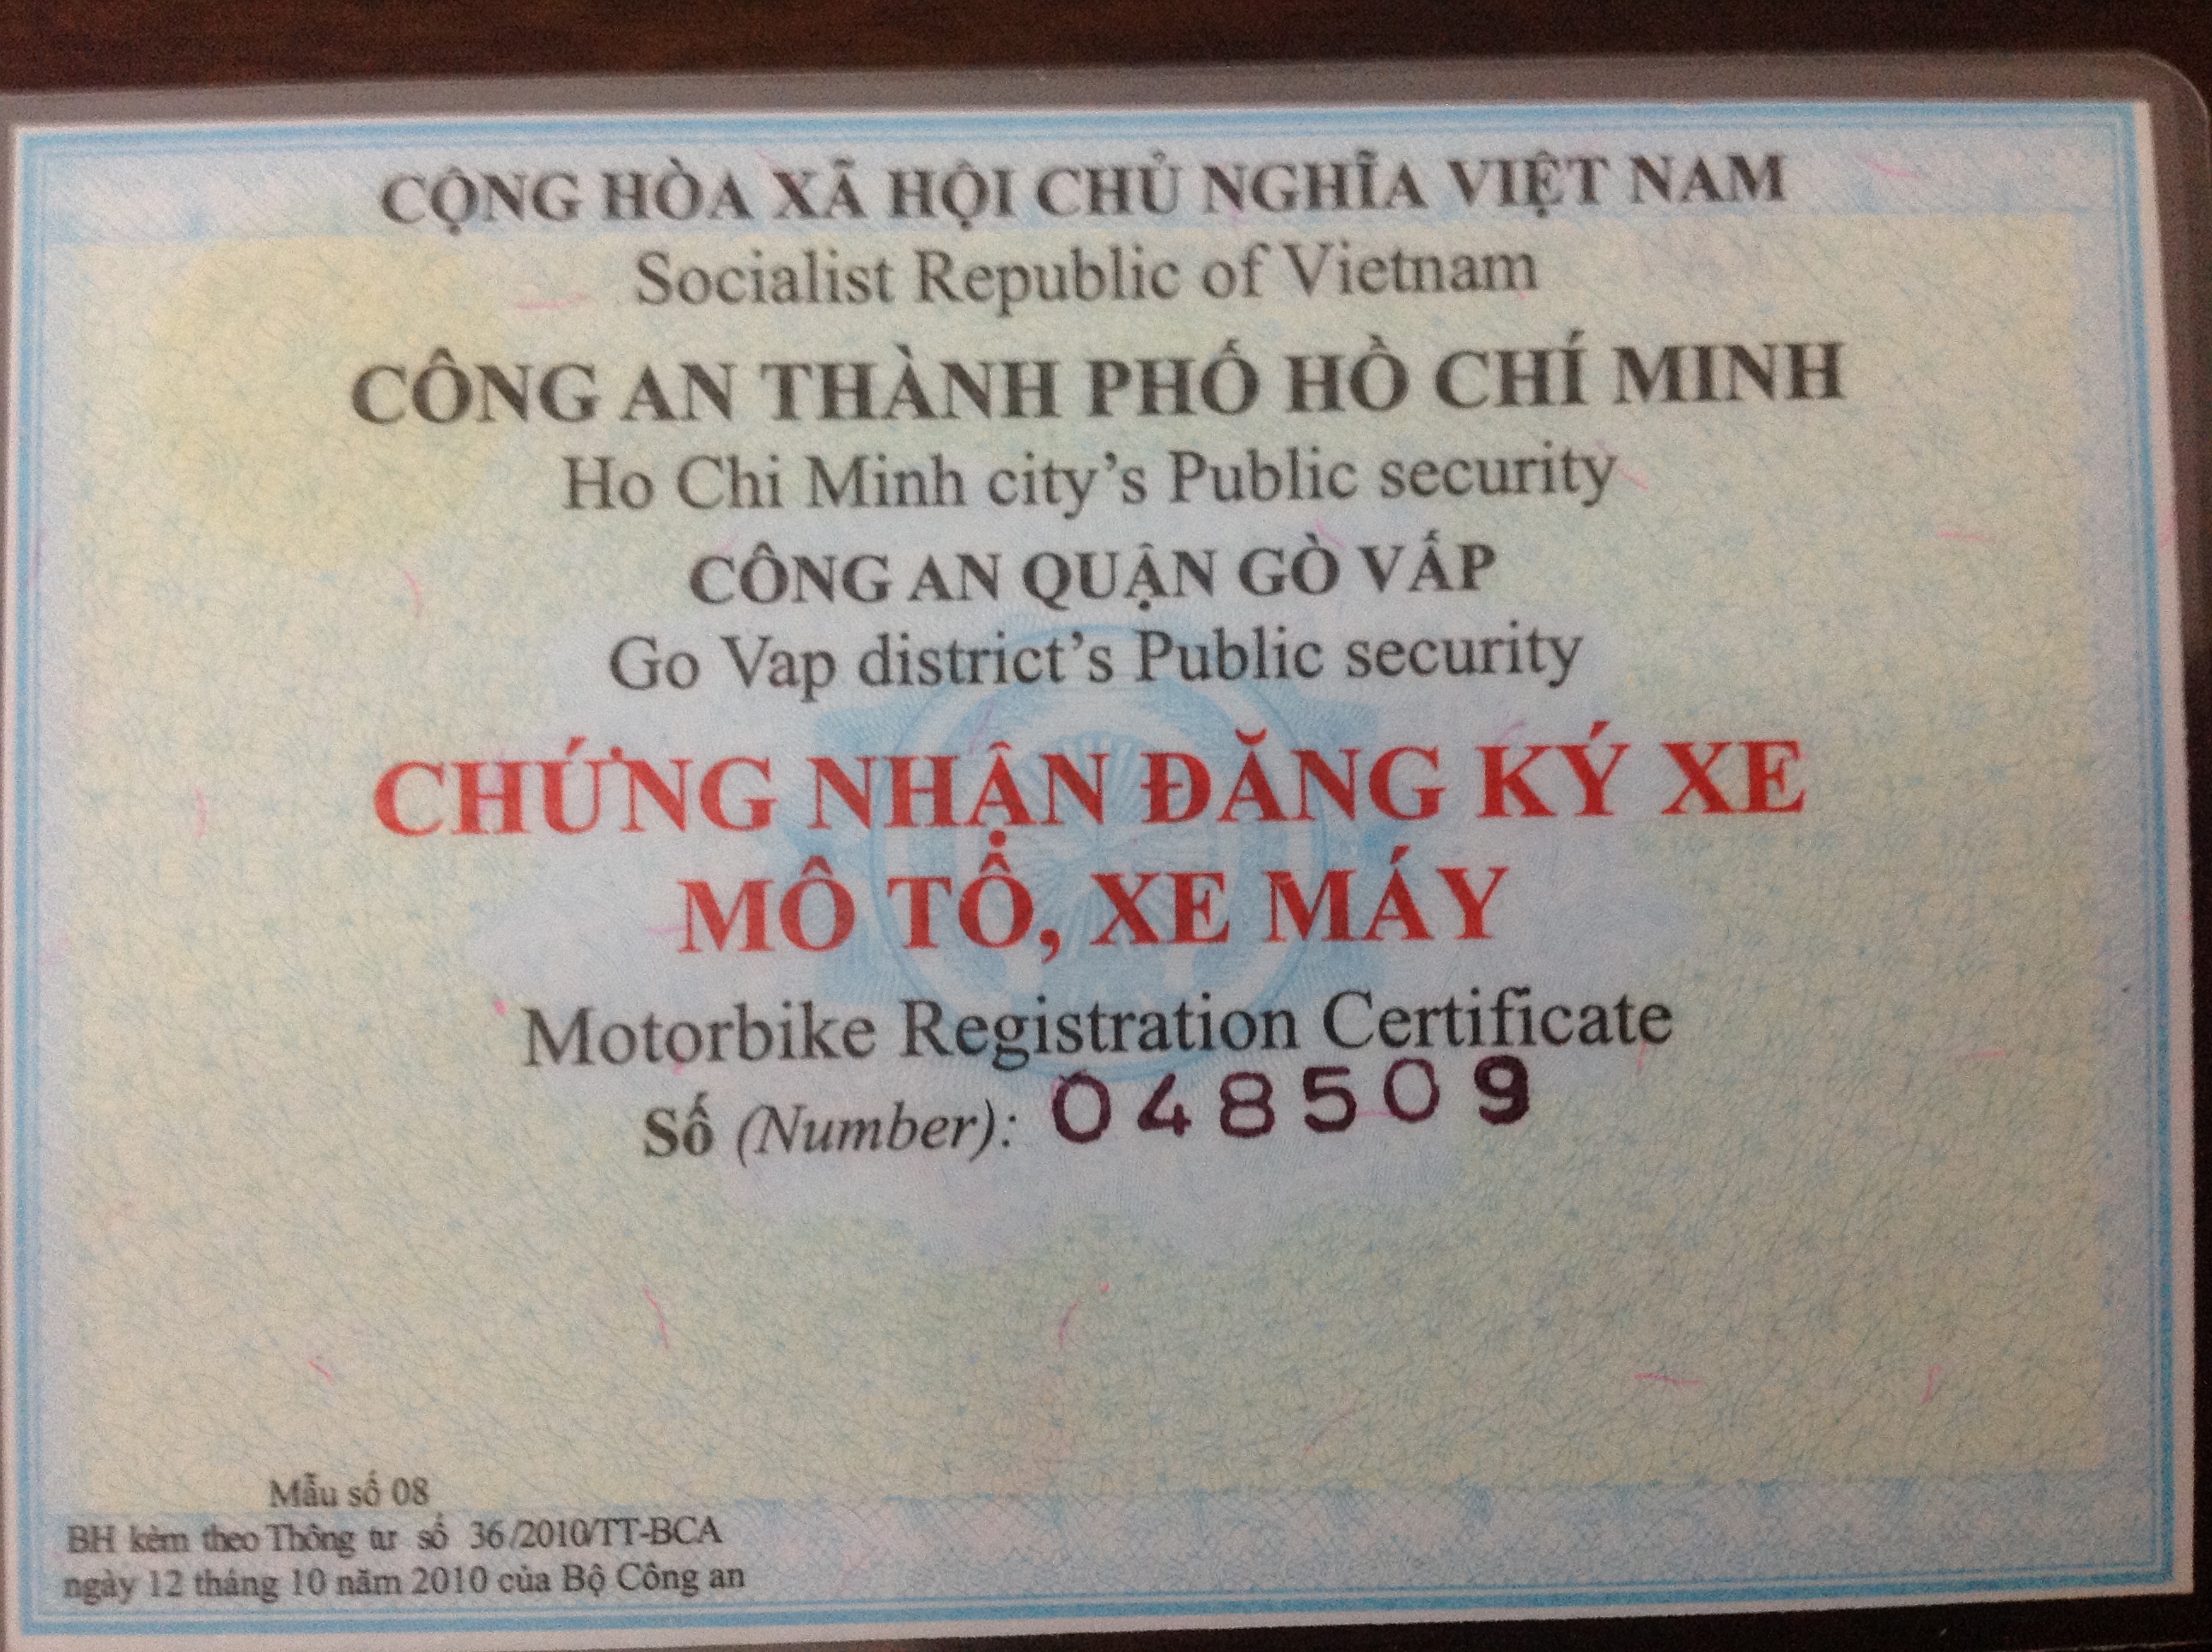 CỘNG HÒA XÃ HỘI CHỦ NGHĨA VIỆT NAM
Socialist Republic of Vietnam
CÔNG AN THÀNH PHỐ HỒ CHÍ MINH
Ho Chi Minh city's Public security
CÔNG AN QUẬN GÒ VẤP
Go Vap district's Public security
CHỨNG NHẬN ĐĂNG KÝ XE
MÔ TÔ, XE MÁY
Motorbike Registration Certificate
Số (Number): 048509
Mẫu số 08
BH kèm theo Thông tư số 36/2010/TT-BCA
ngày 12 tháng 10 năm 2010 của Bộ Công an